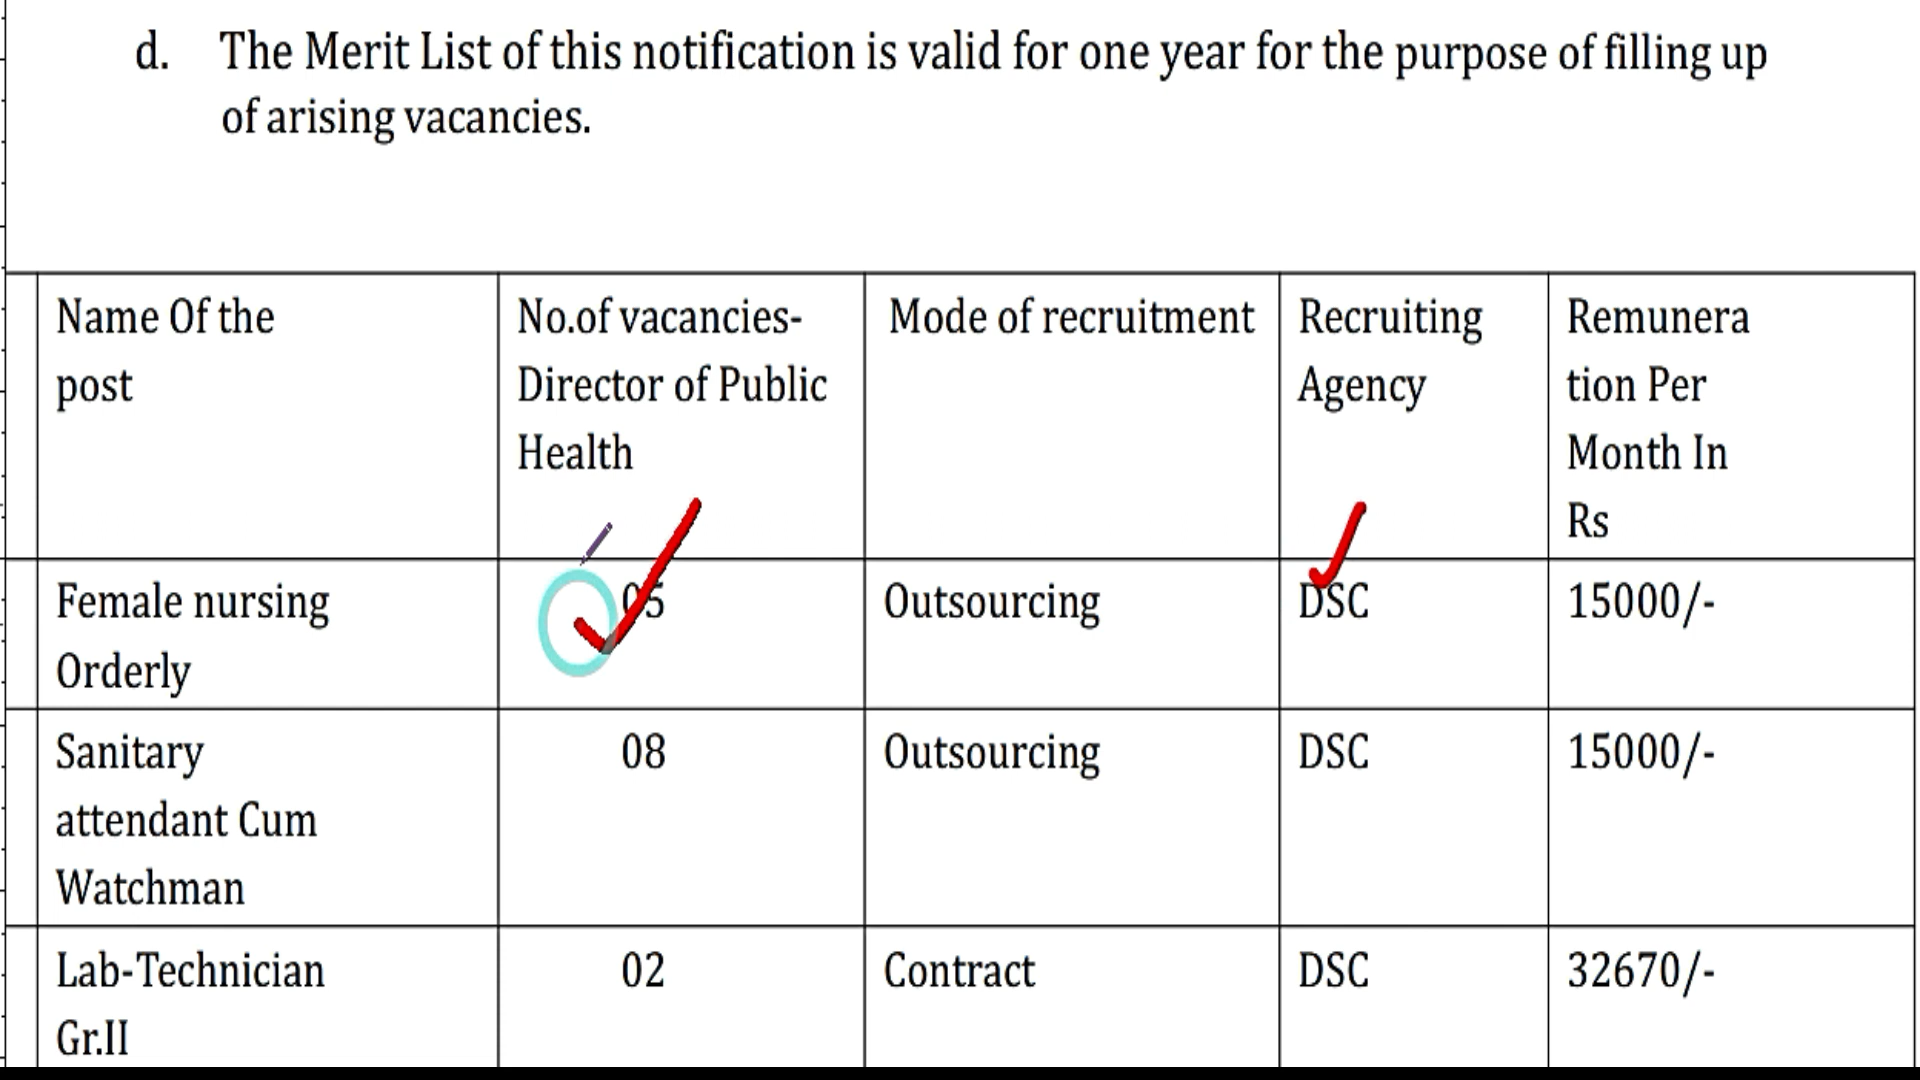 d. The Merit List of this notification is valid for one year for the purpose of filling up
of arising vacancies.
Name Of the
post
No.of vacancies-
Director of Public
Health
Mode of recruitment
Recruiting
Agency
Remunera
tion Per
Month In
Rs
Female nursing
Orderly
05
Outsourcing
DSC
15000/-
Sanitary
attendant Cum
Watchman
08
Outsourcing
DSC
15000/-
Lab-Technician
Gr.II
02
Contract
DSC
32670/-